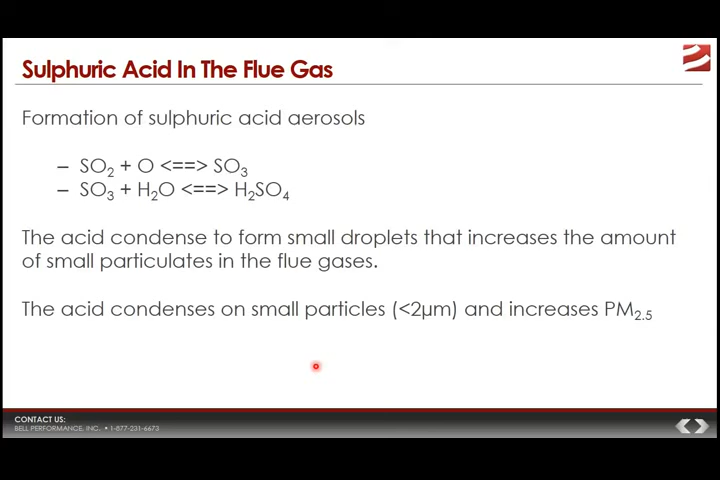 Sulphuric Acid In The Flue Gas
Formation of sulphuric acid aerosols
– SO₂ + O <==> SO₃
– SO₃ + H₂O <==> H₂SO₄
The acid condense to form small droplets that increases the amount
of small particulates in the flue gases.
The acid condenses on small particles (<2µm) and increases PM₂.₅
CONTACT US:
BELL PERFORMANCE, INC. • 1-877-231-6673